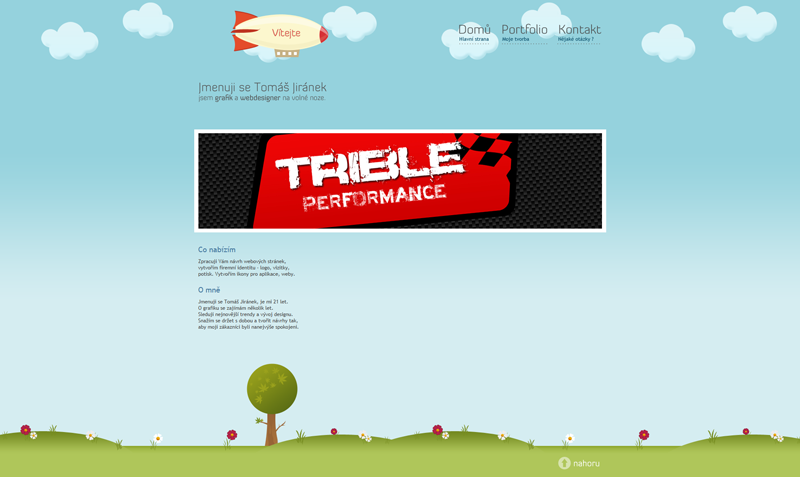 Vítejte
Domů Portfolio Kontakt
Hlavní strana Moje tvorba Nějaké otázky ?
Jmenuji se Tomáš Jiránek
jsem grafik a webdesigner na volné noze.
TRIBLE
PERFORMANCE
Co nabízím
Zpracuji Vám návrh webových stránek,
vytvořím firemní identitu - logo, vizitky,
potisk. Vytvořím ikony pro aplikace, weby.
O mně
Jmenuji se Tomáš Jiránek, je mi 21 let.
O grafiku se zajímám několik let.
Sleduji nejnovější trendy a vývoj designu.
Snažím se držet s dobou a tvořit návrhy tak,
aby moji zákazníci byli nanejvýše spokojeni.
nahoru